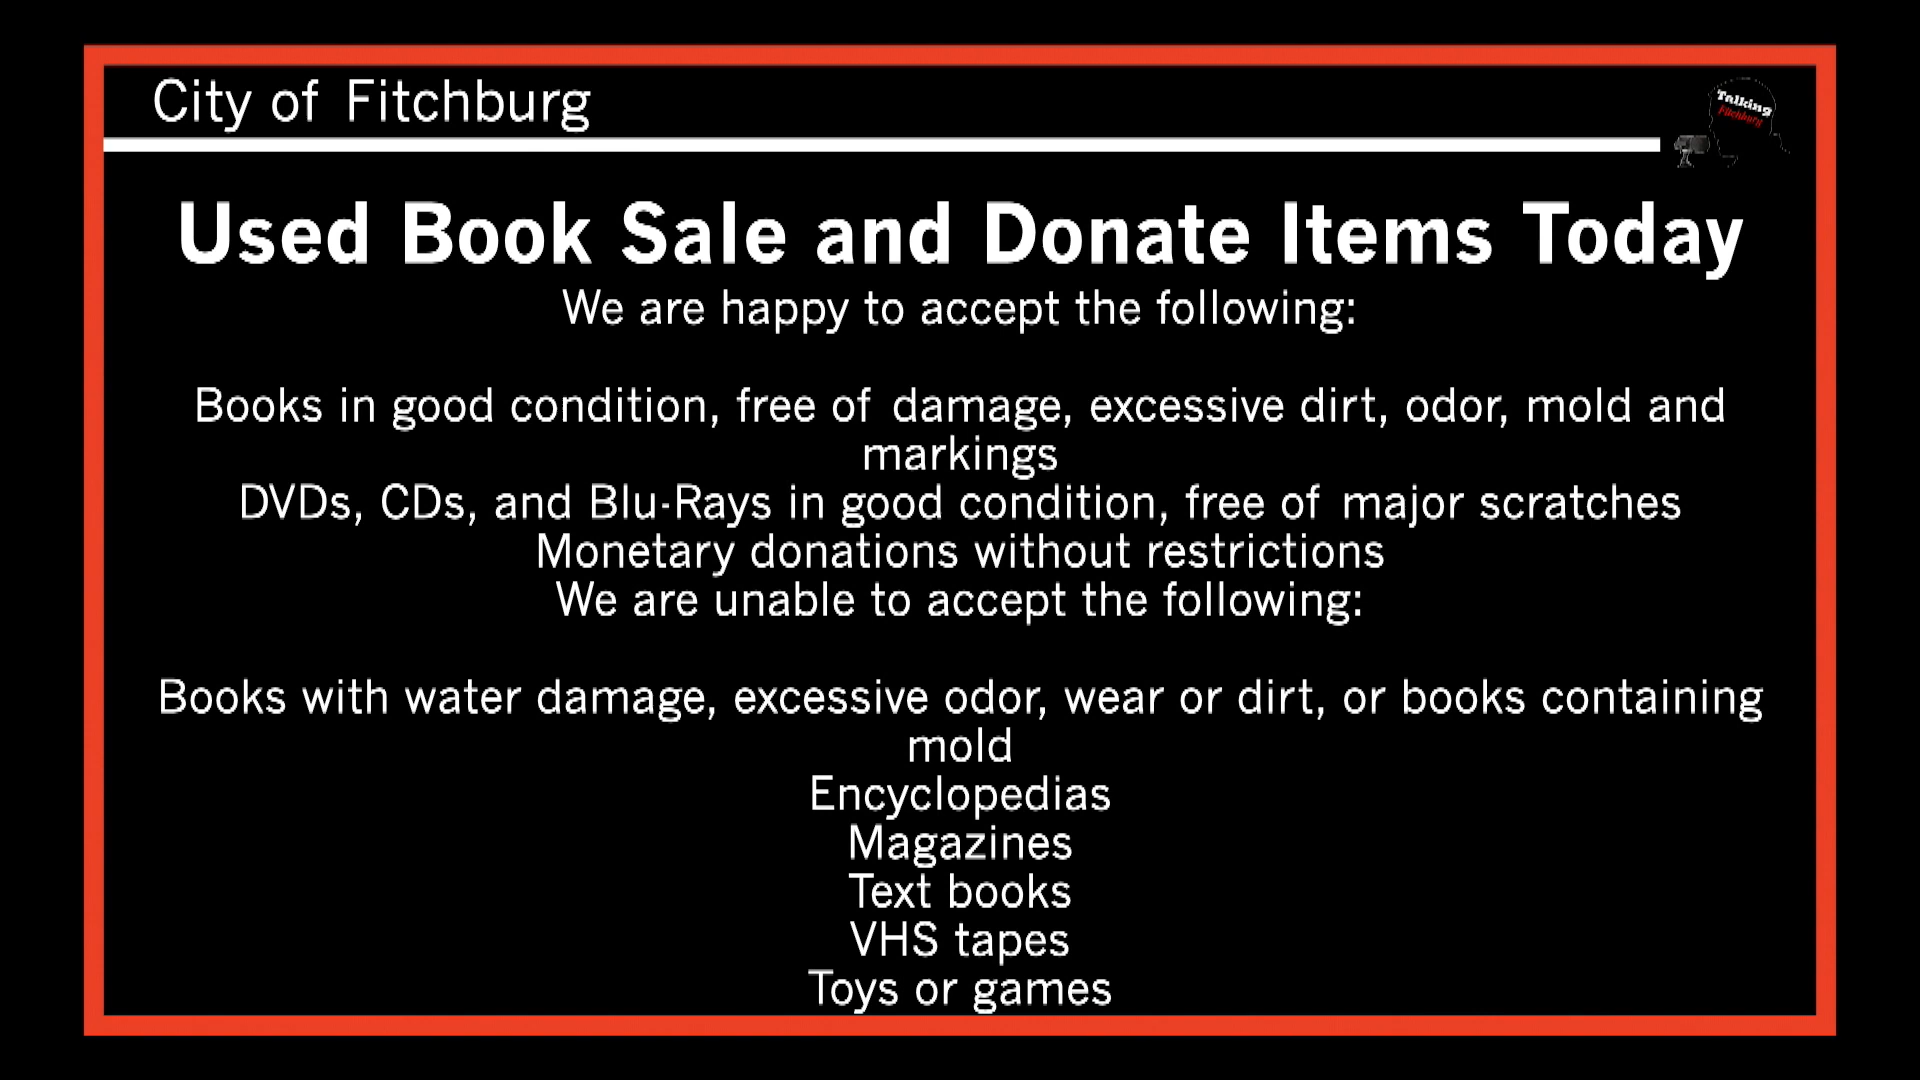 City of Fitchburg
Talking
Fitchburg
Used Book Sale and Donate Items Today
We are happy to accept the following:
Books in good condition, free of damage, excessive dirt, odor, mold and
markings
DVDs, CDs, and Blu-Rays in good condition, free of major scratches
Monetary donations without restrictions
We are unable to accept the following:
Books with water damage, excessive odor, wear or dirt, or books containing
mold
Encyclopedias
Magazines
Text books
VHS tapes
Toys or games